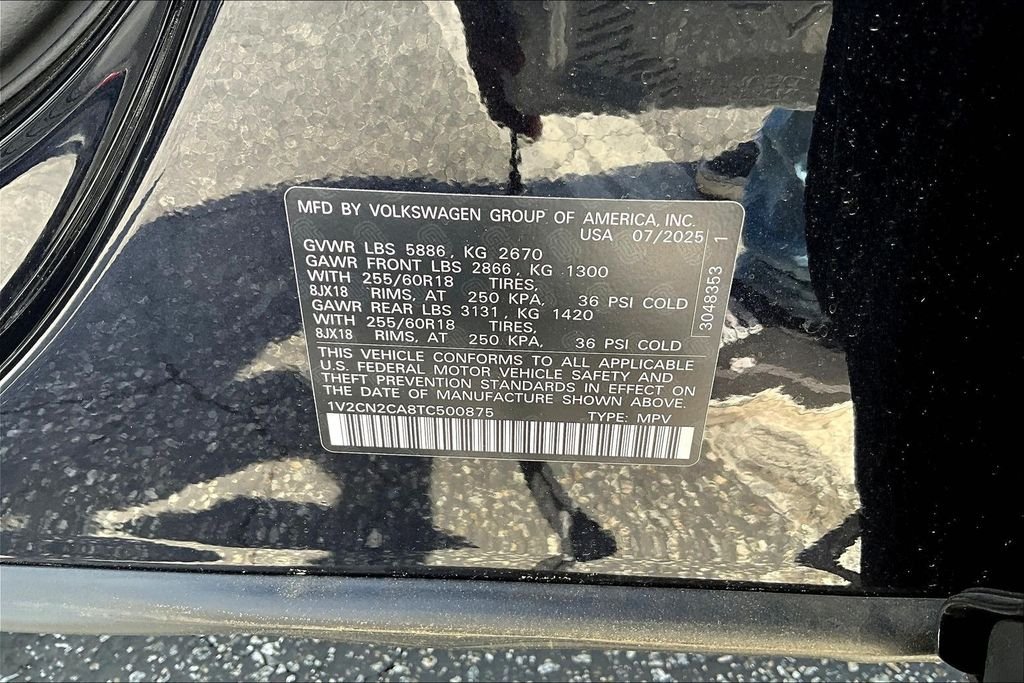 MFD BY VOLKSWAGEN GROUP OF AMERICA, INC.
USA 07/2025
GVWR LBS 5886, KG 2670
GAWR FRONT LBS 2866, KG 1300
WITH 255/60R18 TIRES,
8JX18 RIMS, AT 250 KPA, 36 PSI COLD
GAWR REAR LBS 3131, KG 1420
WITH 255/60R18 TIRES,
8JX18 RIMS, AT 250 KPA, 36 PSI COLD
THIS VEHICLE CONFORMS TO ALL APPLICABLE
U.S. FEDERAL MOTOR VEHICLE SAFETY AND
THEFT PREVENTION STANDARDS IN EFFECT ON
THE DATE OF MANUFACTURE SHOWN ABOVE.
1V2CN2CA8TC500875 TYPE: MPV
3048353 1